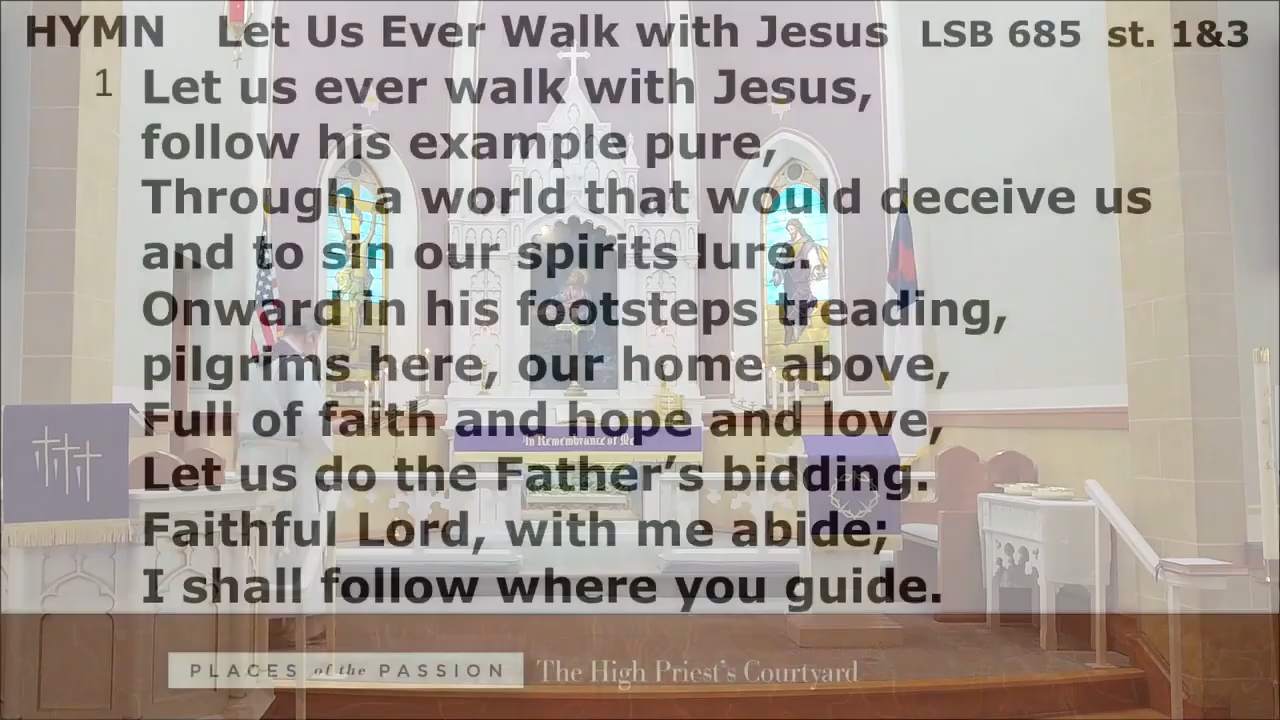 HYMN Let Us Ever Walk with Jesus LSB 685 st. 1&3
1 Let us ever walk with Jesus,
follow his example pure,
Through a world that would deceive us
and to sin our spirits lure.
Onward in his footsteps treading,
pilgrims here, our home above,
Full of faith and hope and love,
Let us do the Father’s bidding.
Faithful Lord, with me abide;
I shall follow where you guide.
In Remembrance of Me
PLACES of the PASSION The High Priest's Courtyard